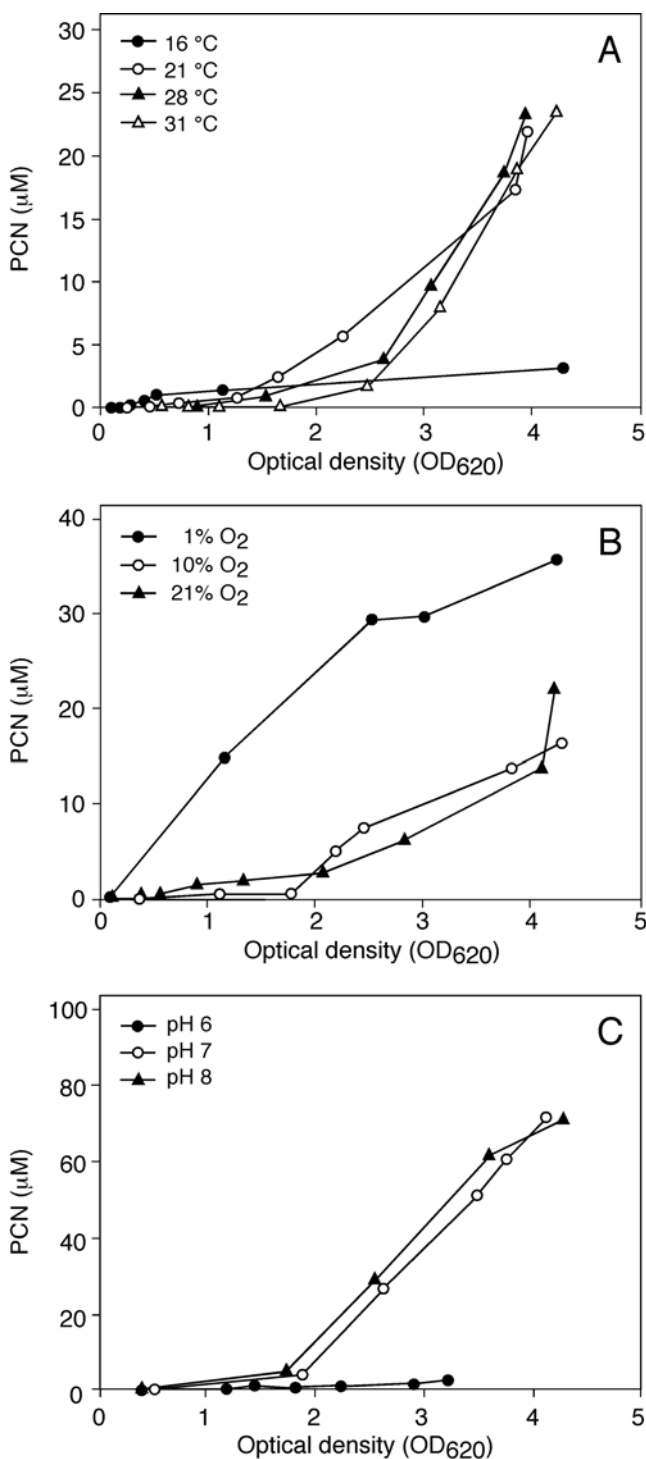 A
16 °C
21 °C
28 °C
31 °C
30
25
20
15
10
5
0
PCN (μM)
0 1 2 3 4 5
Optical density (OD620)
B
1% O2
10% O2
21% O2
40
30
20
10
0
PCN (μM)
0 1 2 3 4 5
Optical density (OD620)
C
pH 6
pH 7
pH 8
100
80
60
40
20
0
PCN (μM)
0 1 2 3 4 5
Optical density (OD620)